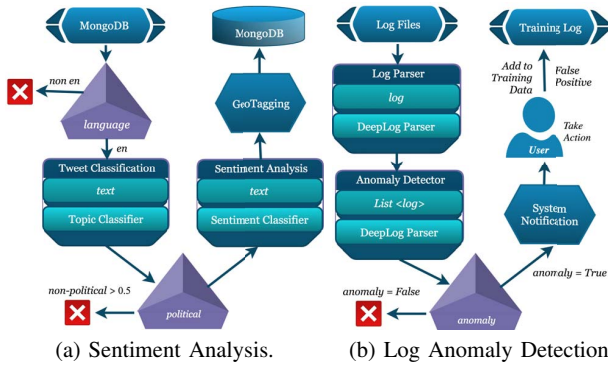 MongoDB
non en
language
en
Tweet Classification
text
Topic Classifier
non-political > 0.5
political
MongoDB
GeoTagging
Sentiment Analysis
text
Sentiment Classifier
(a) Sentiment Analysis.
Log Files
Log Parser
log
DeepLog Parser
Anomaly Detector
List <log>
DeepLog Parser
anomaly = False
anomaly
Training Log
Add to
Training
Data
False
Positive
Take
Action
User
System
Notification
anomaly = True
(b) Log Anomaly Detection